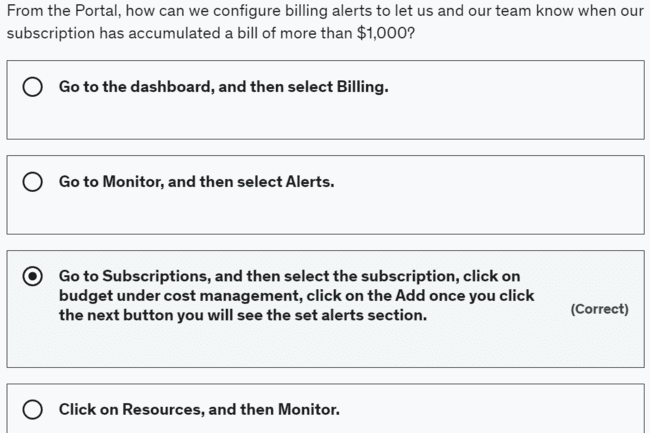 From the Portal, how can we configure billing alerts to let us and our team know when our
subscription has accumulated a bill of more than $1,000?
Go to the dashboard, and then select Billing.
Go to Monitor, and then select Alerts.
Go to Subscriptions, and then select the subscription, click on
budget under cost management, click on the Add once you click
the next button you will see the set alerts section.
(Correct)
Click on Resources, and then Monitor.